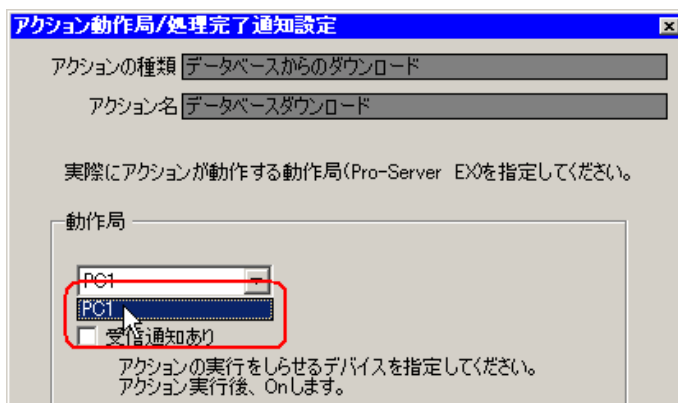 アクション動作局/処理完了通知設定
アクションの種類 データベースからのダウンロード
アクション名 データベースダウンロード
実際にアクションが動作する動作局(Pro-Server EX)を指定してください。
動作局
PC1
PC1
受信通知あり
アクションの実行をしらせるデバイスを指定してください。
アクション実行後、Onします。